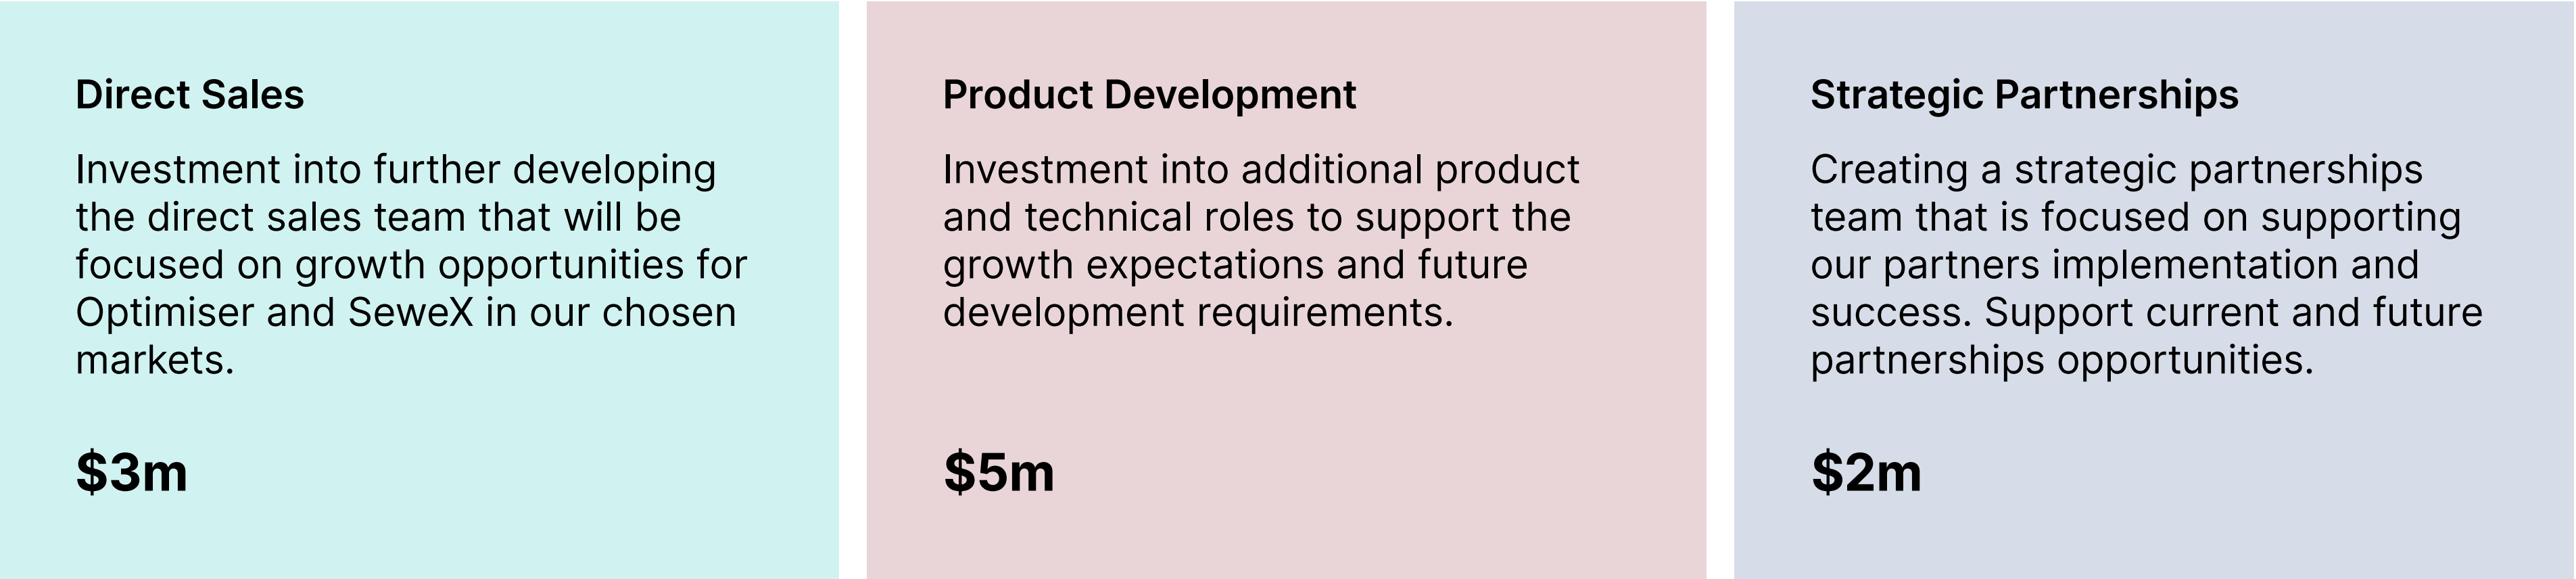 Direct Sales
Investment into further developing
the direct sales team that will be
focused on growth opportunities for
Optimiser and SeweX in our chosen
markets.
$3m
Product Development
Investment into additional product
and technical roles to support the
growth expectations and future
development requirements.
$5m
Strategic Partnerships
Creating a strategic partnerships
team that is focused on supporting
our partners implementation and
success. Support current and future
partnerships opportunities.
$2m